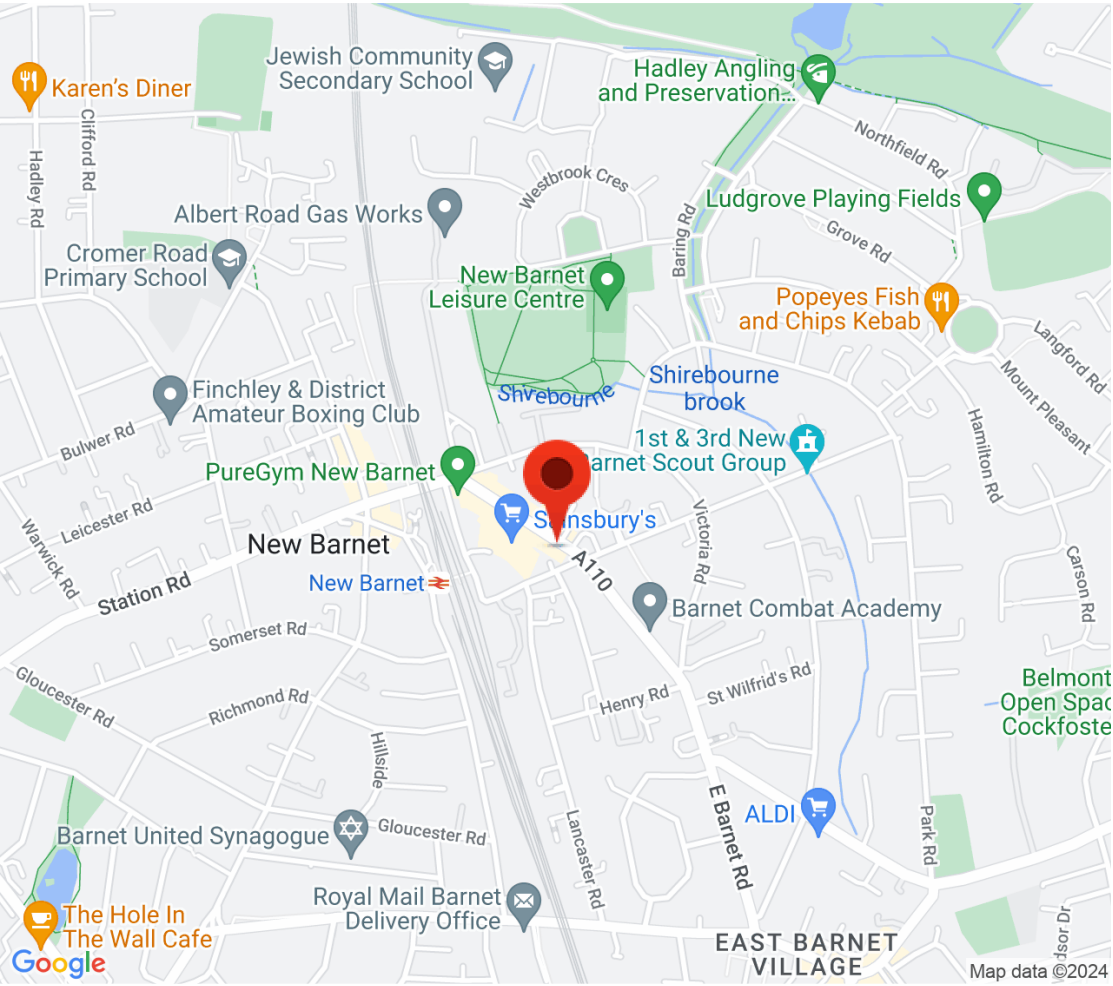 Jewish Community
Secondary School
Hadley Angling
and Preservation...
Karen's Diner
Clifford Rd
Hadley Rd
Northfield Rd
Westbrook Cres
Ludgrove Playing Fields
Albert Road Gas Works
Baring Rd
Grove Rd
Cromer Road
Primary School
New Barnet
Leisure Centre
Popeyes Fish
and Chips Kebab
Langford Rd
Mount Pleasant
Finchley & District
Amateur Boxing Club
Shirebourne
Shirebourne
brook
Bulwer Rd
Hamilton Rd
1st & 3rd New
Barnet Scout Group
PureGym New Barnet
Leicester Rd
Warwick Rd
Sainsbury's
Victoria Rd
New Barnet
A110
Carson Rd
New Barnet
Station Rd
Barnet Combat Academy
Somerset Rd
Gloucester Rd
Richmond Rd
Henry Rd
St Wilfrid's Rd
Belmont
Open Spac
Cockfoste
Hillside
E Barnet Rd
ALDI
Park Rd
Lancaster Rd
Barnet United Synagogue
Gloucester Rd
Royal Mail Barnet
Delivery Office
The Hole In
The Wall Cafe
EAST BARNET
VILLAGE
dsor Dr
Google
Map data ©2024